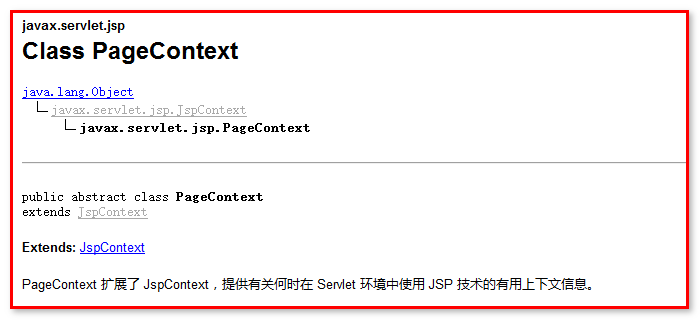 javax.servlet.jsp
Class PageContext
java.lang.Object
javax.servlet.jsp.JspContext
javax.servlet.jsp.PageContext
public abstract class PageContext
extends JspContext
Extends: JspContext
PageContext 扩展了 JspContext，提供有关何时在 Servlet 环境中使用 JSP 技术的有用上下文信息。